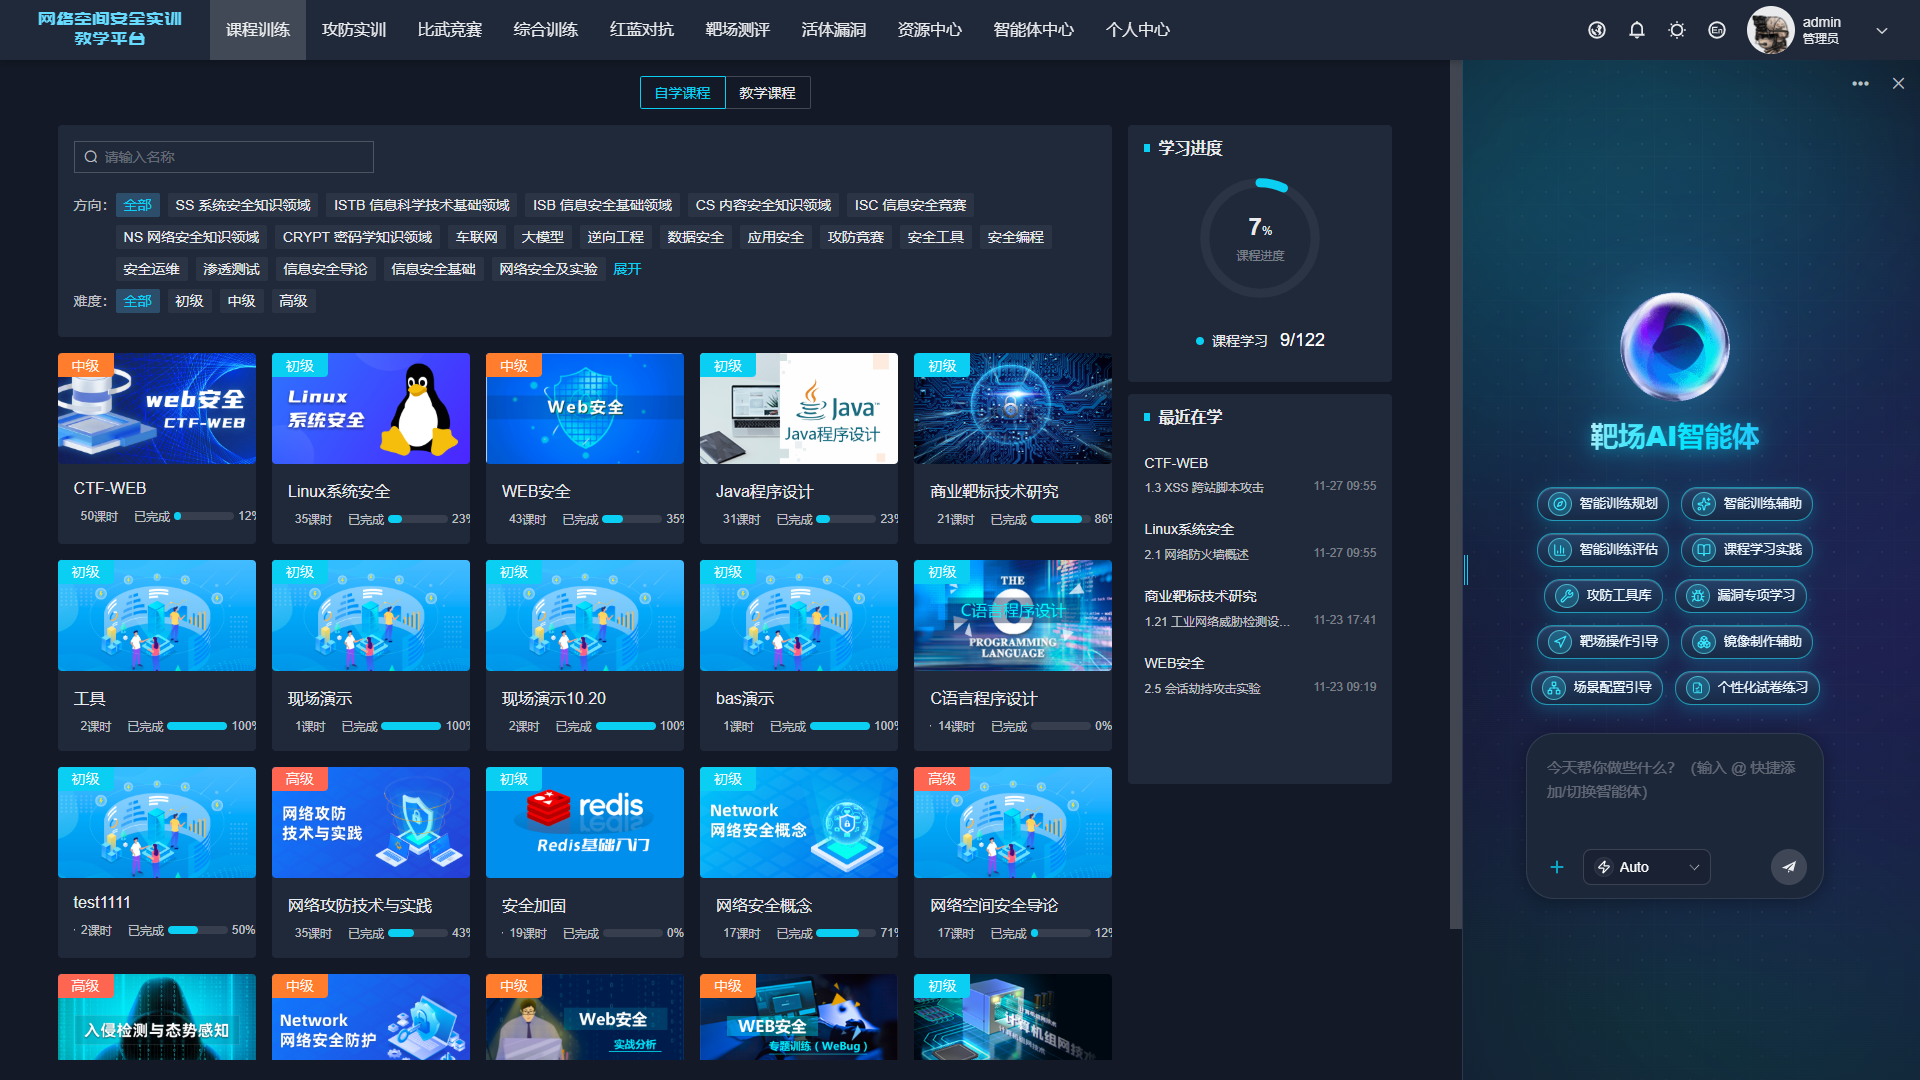 网络空间安全实训
教学平台
课程训练 攻防实训 比武竞赛 综合训练 红蓝对抗 靶场测评 活体漏洞 资源中心 智能体中心 个人中心
En
admin
管理员
自学课程 教学课程
请输入名称
方向: 全部 SS 系统安全知识领域 ISTB 信息科学技术基础领域 ISB 信息安全基础领域 CS 内容安全知识领域 ISC 信息安全竞赛
NS 网络安全知识领域 CRYPT 密码学知识领域 车联网 大模型 逆向工程 数据安全 应用安全 攻防竞赛 安全工具 安全编程
安全运维 渗透测试 信息安全导论 信息安全基础 网络安全及实验 展开
难度: 全部 初级 中级 高级
中级 初级 中级 初级 初级
web安全
CTF-WEB
Linux
系统安全
Web安全
Java
Java程序设计
CTF-WEB Linux系统安全 WEB安全 Java程序设计 商业靶标技术研究
50课时 已完成 12% 35课时 已完成 23% 43课时 已完成 35% 31课时 已完成 23% 21课时 已完成 86%
初级 初级 初级 初级 初级
THE
C语言程序设计
PROGRAMMING
LANGUAGE
工具 现场演示 现场演示10.20 bas演示 C语言程序设计
2课时 已完成 100% 1课时 已完成 100% 2课时 已完成 100% 1课时 已完成 100% · 14课时 已完成 0%
初级 高级 初级 初级 高级
网络攻防
技术与实践
redis
Redis基础入门
Network
网络安全概念
test1111 网络攻防技术与实践 安全加固 网络安全概念 网络空间安全导论
· 2课时 已完成 50% 35课时 已完成 43% · 19课时 已完成 0% 17课时 已完成 71% 17课时 已完成 12%
高级 中级 中级 中级 初级
入侵检测与态势感知
Network
网络安全防护
Web安全
实战分析
WEB安全
专题训练（WeBug）
计算机组网技术
学习进度
7%
课程进度
课程学习 9/122
最近在学
CTF-WEB
1.3 XSS 跨站脚本攻击 11-27 09:55
Linux系统安全
2.1 网络防火墙概述 11-27 09:55
商业靶标技术研究
1.21 工业网络威胁检测设... 11-23 17:41
WEB安全
2.5 会话劫持攻击实验 11-23 09:19
靶场AI智能体
智能训练规划 智能训练辅助
智能训练评估 课程学习实践
攻防工具库 漏洞专项学习
靶场操作引导 镜像制作辅助
场景配置引导 个性化试卷练习
今天帮你做些什么？（输入 @ 快捷添
加/切换智能体)
Auto